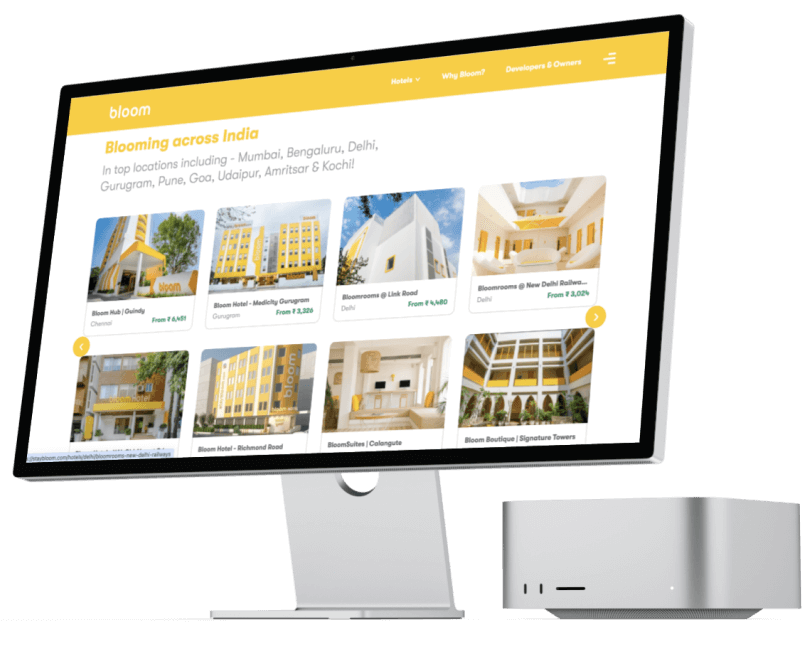 bloom
Hotels
Why Bloom?
Developers & Owners
Blooming across India
In top locations including - Mumbai, Bengaluru, Delhi,
Gurugram, Pune, Goa, Udaipur, Amritsar & Kochi!
bloom
bloom
Bloom Hub | Guindy
Chennai
From ₹ 6,451
Bloom Hotel - Medicity Gurugram
Gurugram
From ₹ 3,326
Bloomrooms @ Link Road
Delhi
From ₹ 4,480
Bloomrooms @ New Delhi Railwa...
Delhi
From ₹ 3,024
bloom hotel
bloom
Bloom Hotel - Richmond Road
BloomSuites | Calangute
Bloom Boutique | Signature Towers
//staybloom.com/hotels/delhi/bloomrooms-new-delhi-railways